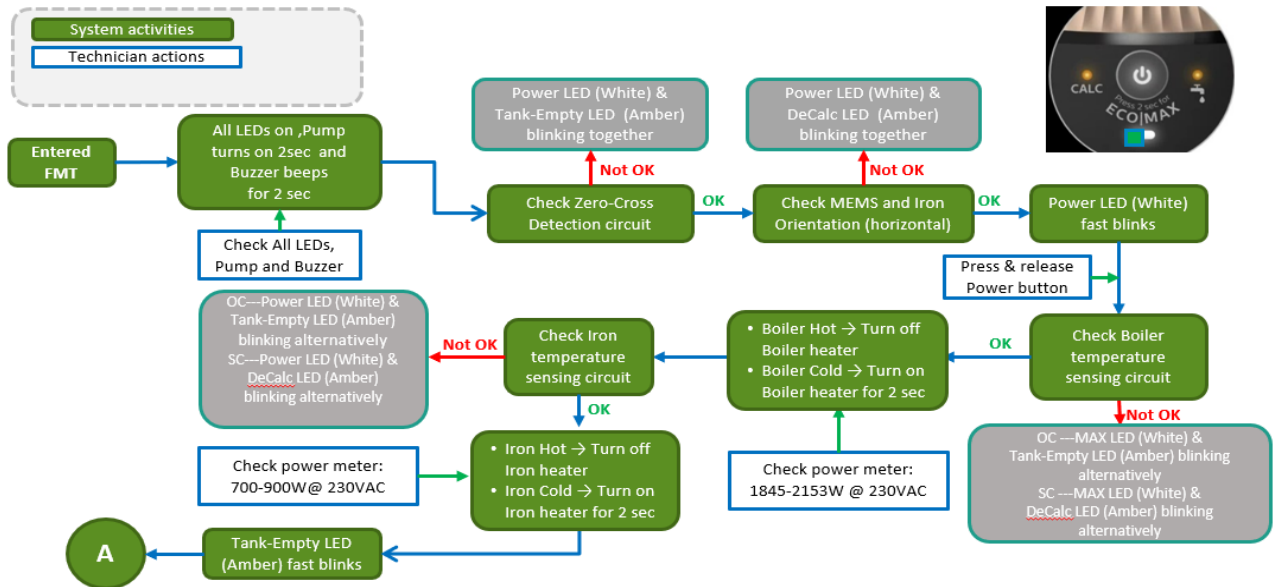 System activities
Technician actions
CALC
Press 2 sec for
ECO|MAX
Entered
FMT
All LEDs on ,Pump
turns on 2sec and
Buzzer beeps
for 2 sec
Check All LEDs,
Pump and Buzzer
Power LED (White) &
Tank-Empty LED (Amber)
blinking together
Not OK
Check Zero-Cross
Detection circuit
OK
Power LED (White) &
DeCalc LED (Amber)
blinking together
Not OK
Check MEMS and Iron
Orientation (horizontal)
OK
Power LED (White)
fast blinks
Press & release
Power button
Check Boiler
temperature
sensing circuit
Not OK
OC ---MAX LED (White) &
Tank-Empty LED (Amber) blinking
alternatively
SC ---MAX LED (White) &
DeCalc LED (Amber) blinking
alternatively
OK
• Boiler Hot → Turn off
Boiler heater
• Boiler Cold → Turn on
Boiler heater for 2 sec
Check power meter:
1845-2153W @ 230VAC
Check Iron
temperature
sensing circuit
Not OK
OC---Power LED (White) &
Tank-Empty LED (Amber)
blinking alternatively
SC---Power LED (White) &
DeCalc LED (Amber)
blinking alternatively
OK
• Iron Hot → Turn off
Iron heater
• Iron Cold → Turn on
Iron heater for 2 sec
Check power meter:
700-900W@ 230VAC
Tank-Empty LED
(Amber) fast blinks
A